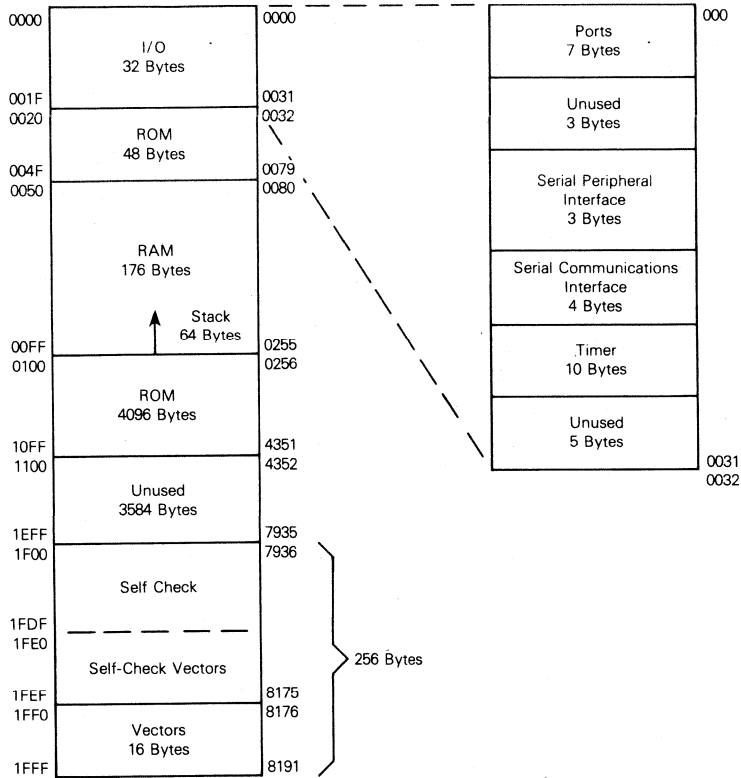 0000
0000
I/O
32 Bytes
001F
0031
0020
0032
ROM
48 Bytes
004F
0079
0050
0080
RAM
176 Bytes
Stack
64 Bytes
00FF
0255
0100
0256
ROM
4096 Bytes
10FF
4351
1100
4352
Unused
3584 Bytes
1EFF
7935
1F00
7936
Self Check
1FDF
1FE0
Self-Check Vectors
256 Bytes
1FEF
8175
1FF0
8176
Vectors
16 Bytes
1FFF
8191
000
Ports
7 Bytes
Unused
3 Bytes
Serial Peripheral
Interface
3 Bytes
Serial Communications
Interface
4 Bytes
Timer
10 Bytes
Unused
5 Bytes
0031
0032